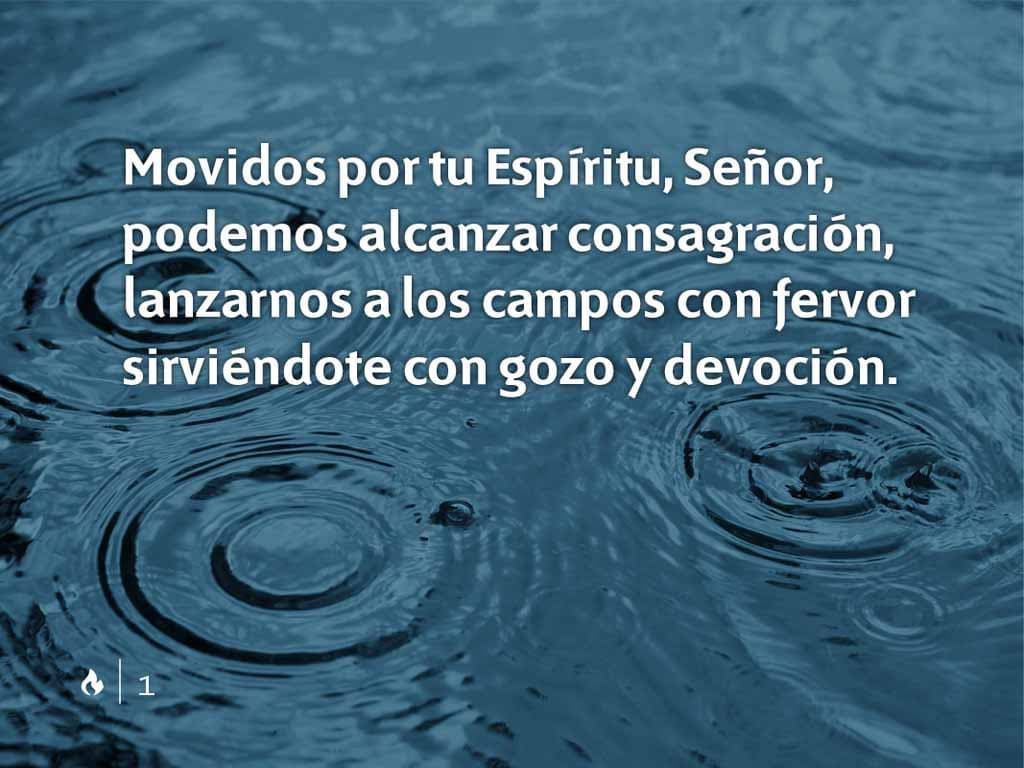 Movidos por tu Espíritu, Señor,
podemos alcanzar consagración,
lanzarnos a los campos con fervor
sirviéndote con gozo y devoción.
1